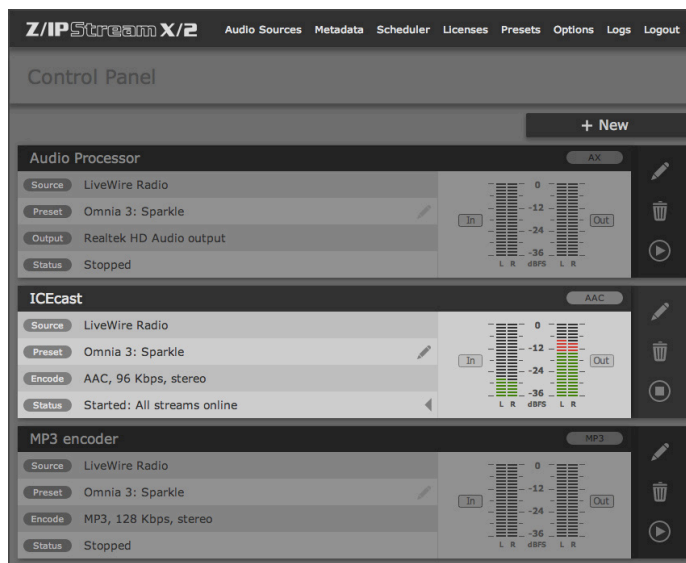 Z/IPStream X/2 Audio Sources Metadata Scheduler Licenses Presets Options Logs Logout
Control Panel
+ New
Audio Processor AX
Source LiveWire Radio
Preset Omnia 3: Sparkle
Output Realtek HD Audio output
Status Stopped
In 0 -12 -24 -36 Out
L R dBFS L R
ICEcast AAC
Source LiveWire Radio
Preset Omnia 3: Sparkle
Encode AAC, 96 Kbps, stereo
Status Started: All streams online
In 0 -12 -24 -36 Out
L R dBFS L R
MP3 encoder MP3
Source LiveWire Radio
Preset Omnia 3: Sparkle
Encode MP3, 128 Kbps, stereo
Status Stopped
In 0 -12 -24 -36 Out
L R dBFS L R